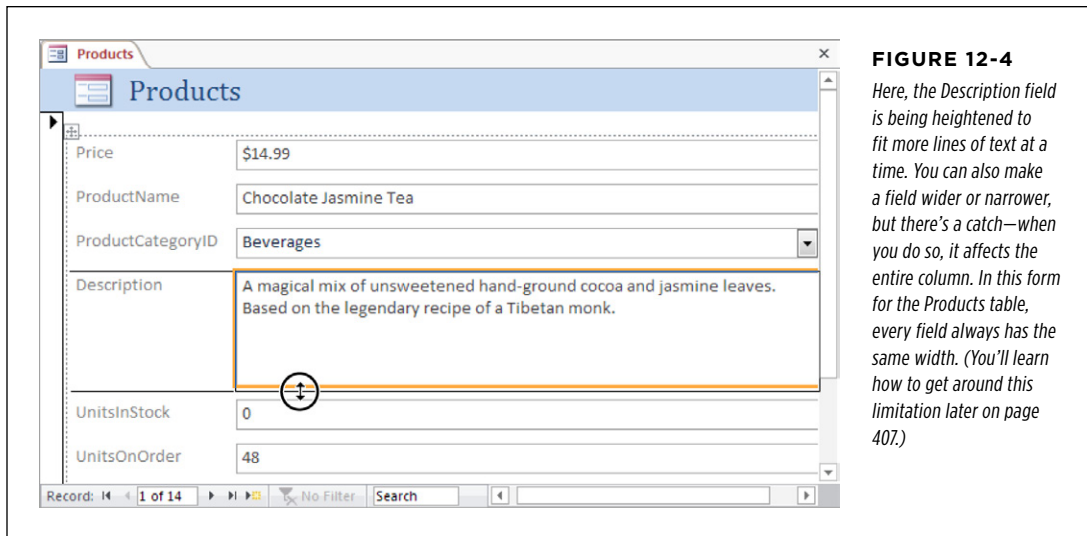 Products
Products
Price
$14.99
ProductName
Chocolate Jasmine Tea
ProductCategoryID
Beverages
Description
A magical mix of unsweetened hand-ground cocoa and jasmine leaves.
Based on the legendary recipe of a Tibetan monk.
UnitsInStock
0
UnitsOnOrder
48
Record: 1 of 14 No Filter Search
FIGURE 12-4
Here, the Description field
is being heightened to
fit more lines of text at a
time. You can also make
a field wider or narrower,
but there’s a catch—when
you do so, it affects the
entire column. In this form
for the Products table,
every field always has the
same width. (You’ll learn
how to get around this
limitation later on page
407.)